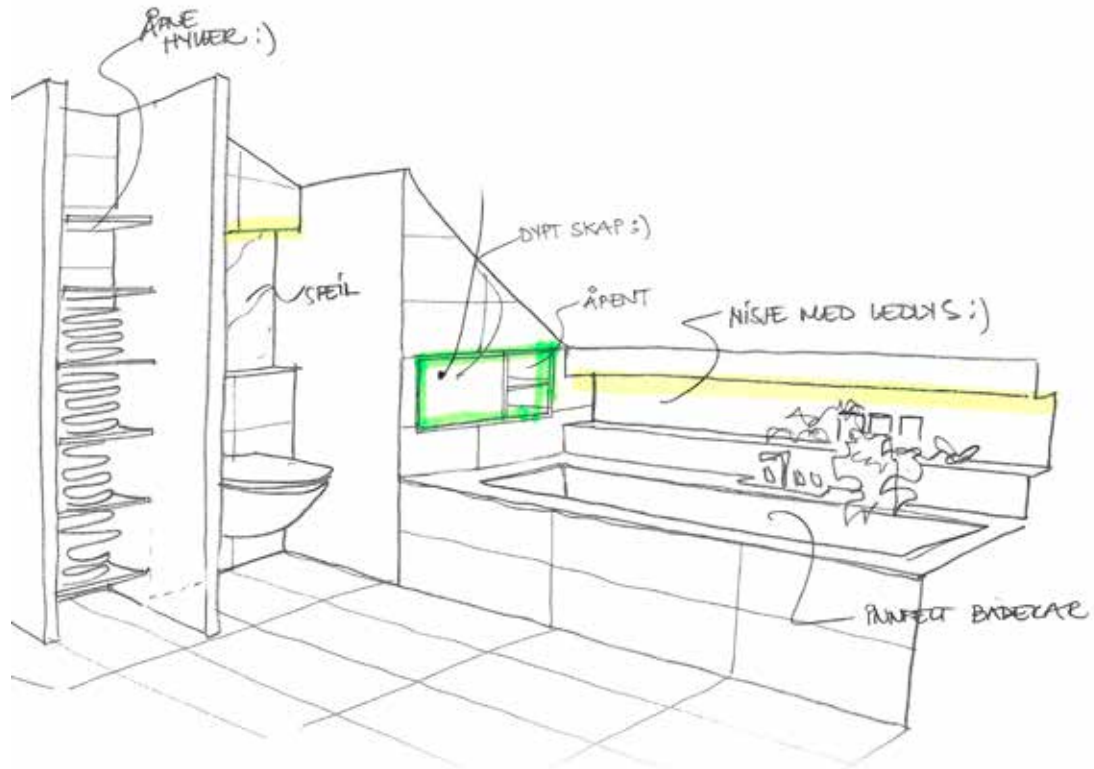 ÅPNE
HYLLER :)
DYPT SKAP :)
SPEIL
ÅPENT
NISJE MED LEDLYS :)
INNFELT BADEKAR